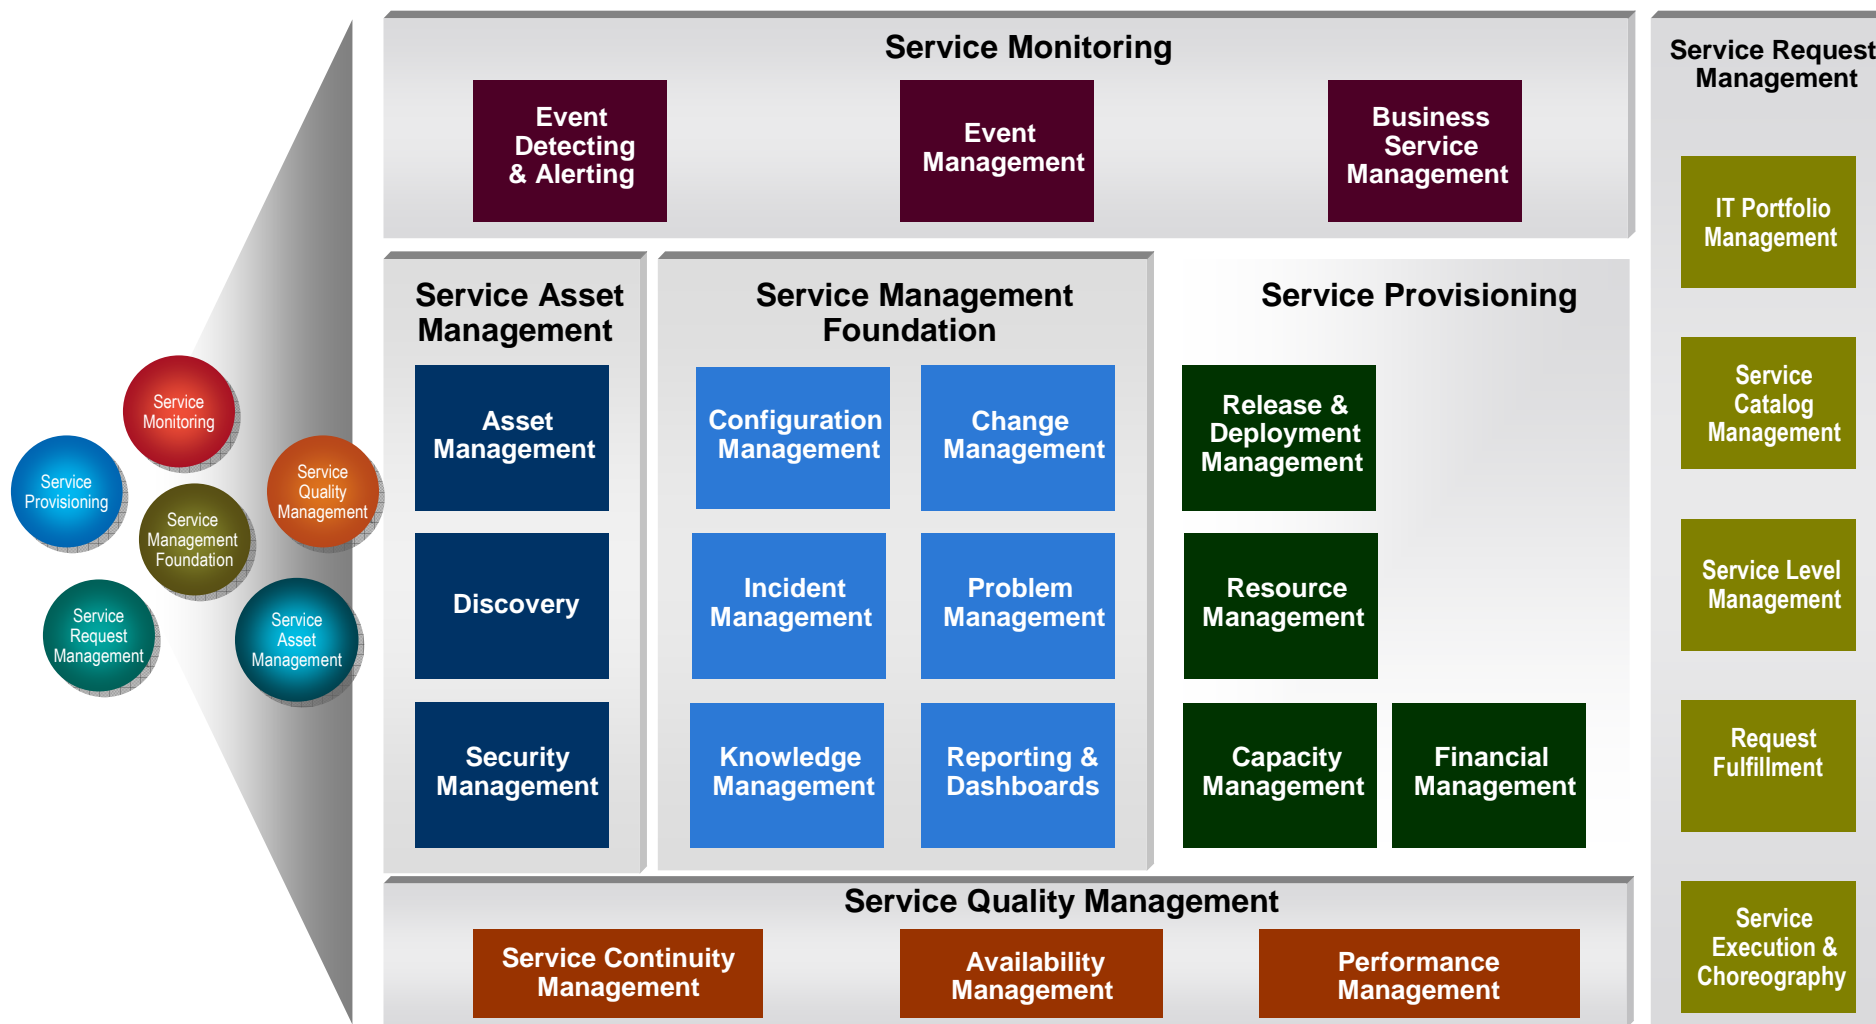 Service
Monitoring
Service
Provisioning
Service
Quality
Management
Service
Management
Foundation
Service
Request
Management
Service
Asset
Management
Service Monitoring
Event
Detecting
& Alerting
Event
Management
Business
Service
Management
Service Asset
Management
Asset
Management
Discovery
Security
Management
Service Management
Foundation
Configuration
Management
Change
Management
Incident
Management
Problem
Management
Knowledge
Management
Reporting &
Dashboards
Service Provisioning
Release &
Deployment
Management
Resource
Management
Capacity
Management
Financial
Management
Service Quality Management
Service Continuity
Management
Availability
Management
Performance
Management
Service Request
Management
IT Portfolio
Management
Service
Catalog
Management
Service Level
Management
Request
Fulfillment
Service
Execution &
Choreography